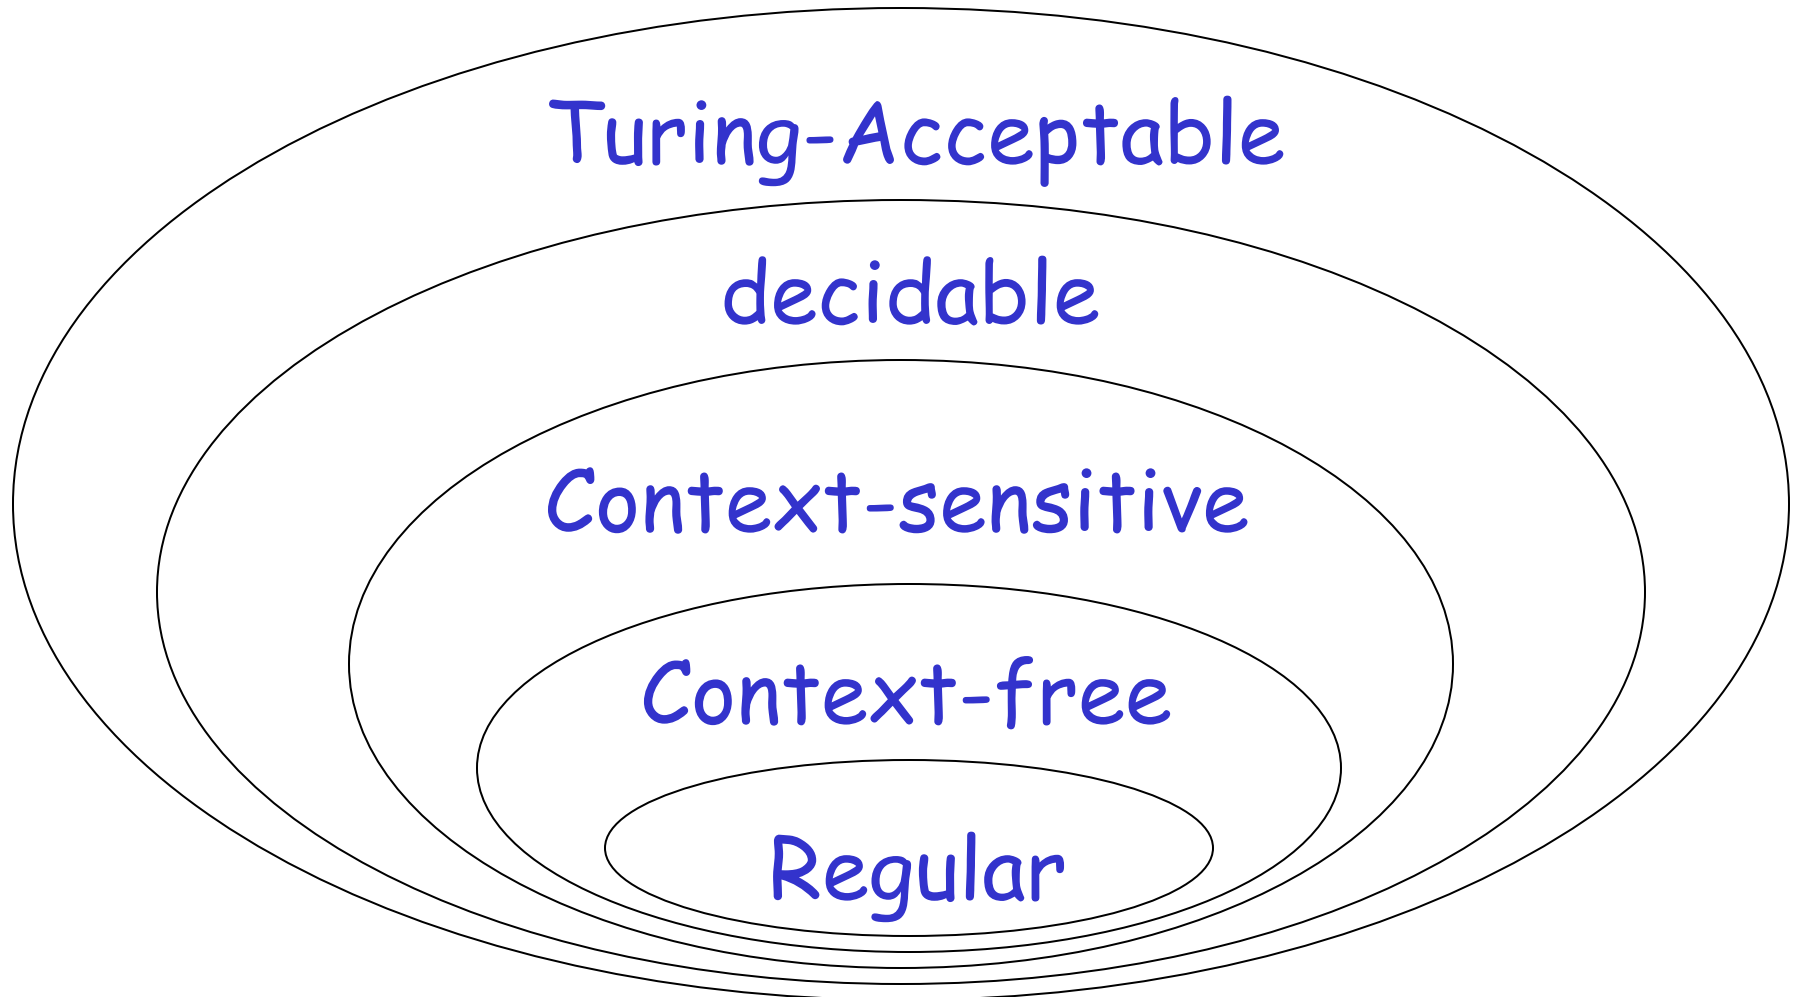 Turing-Acceptable
decidable
Context-sensitive
Context-free
Regular